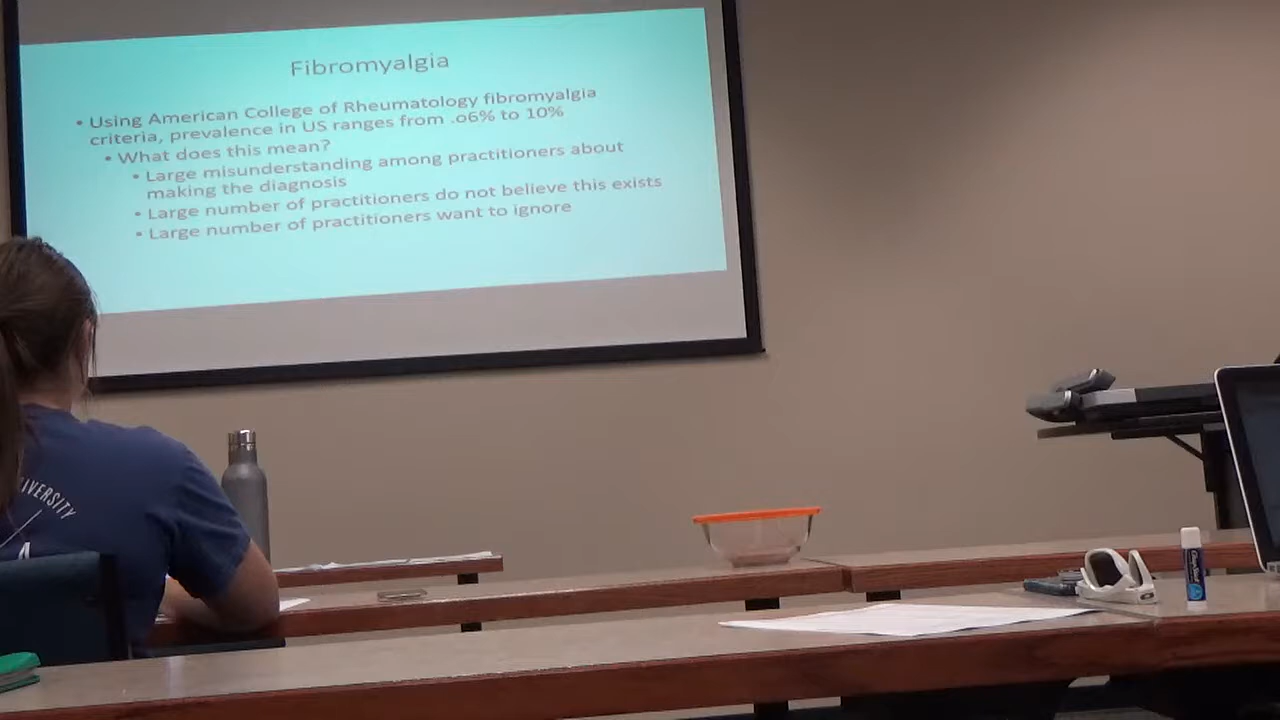 Fibromyalgia
• Using American College of Rheumatology fibromyalgia
criteria, prevalence in US ranges from .o6% to 10%
• What does this mean?
• Large misunderstanding among practitioners about
making the diagnosis
• Large number of practitioners do not believe this exists
• Large number of practitioners want to ignore